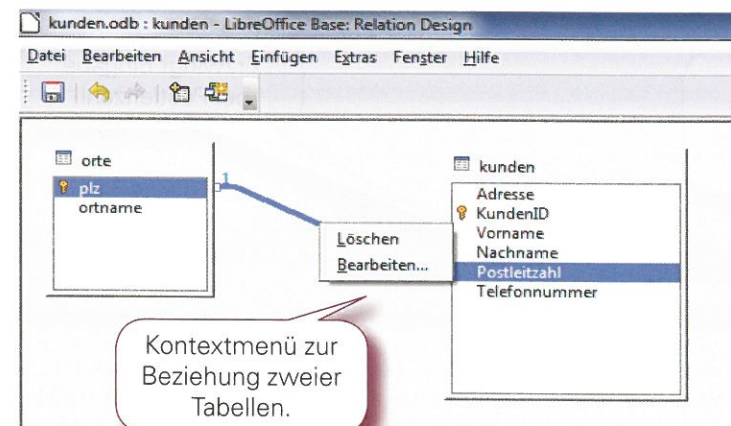 kunden.odb : kunden - LibreOffice Base: Relation Design
Datei Bearbeiten Ansicht Einfügen Extras Fenster Hilfe
orte
plz
ortname
1
Löschen
Bearbeiten...
kunden
Adresse
KundenID
Vorname
Nachname
Postleitzahl
Telefonnummer
Kontextmenü zur
Beziehung zweier
Tabellen.